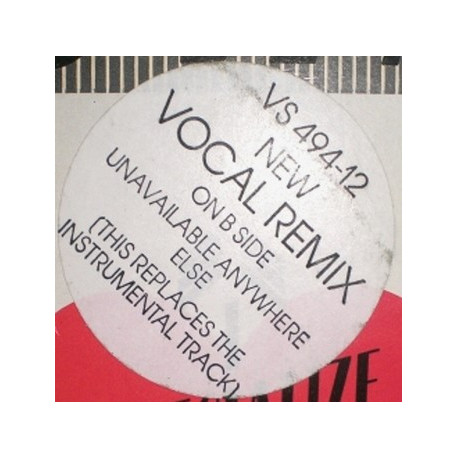 VS 494-12
NEW
VOCAL REMIX
ON B SIDE
UNAVAILABLE ANYWHERE
ELSE
(THIS REPLACES THE
INSTRUMENTAL TRACK)